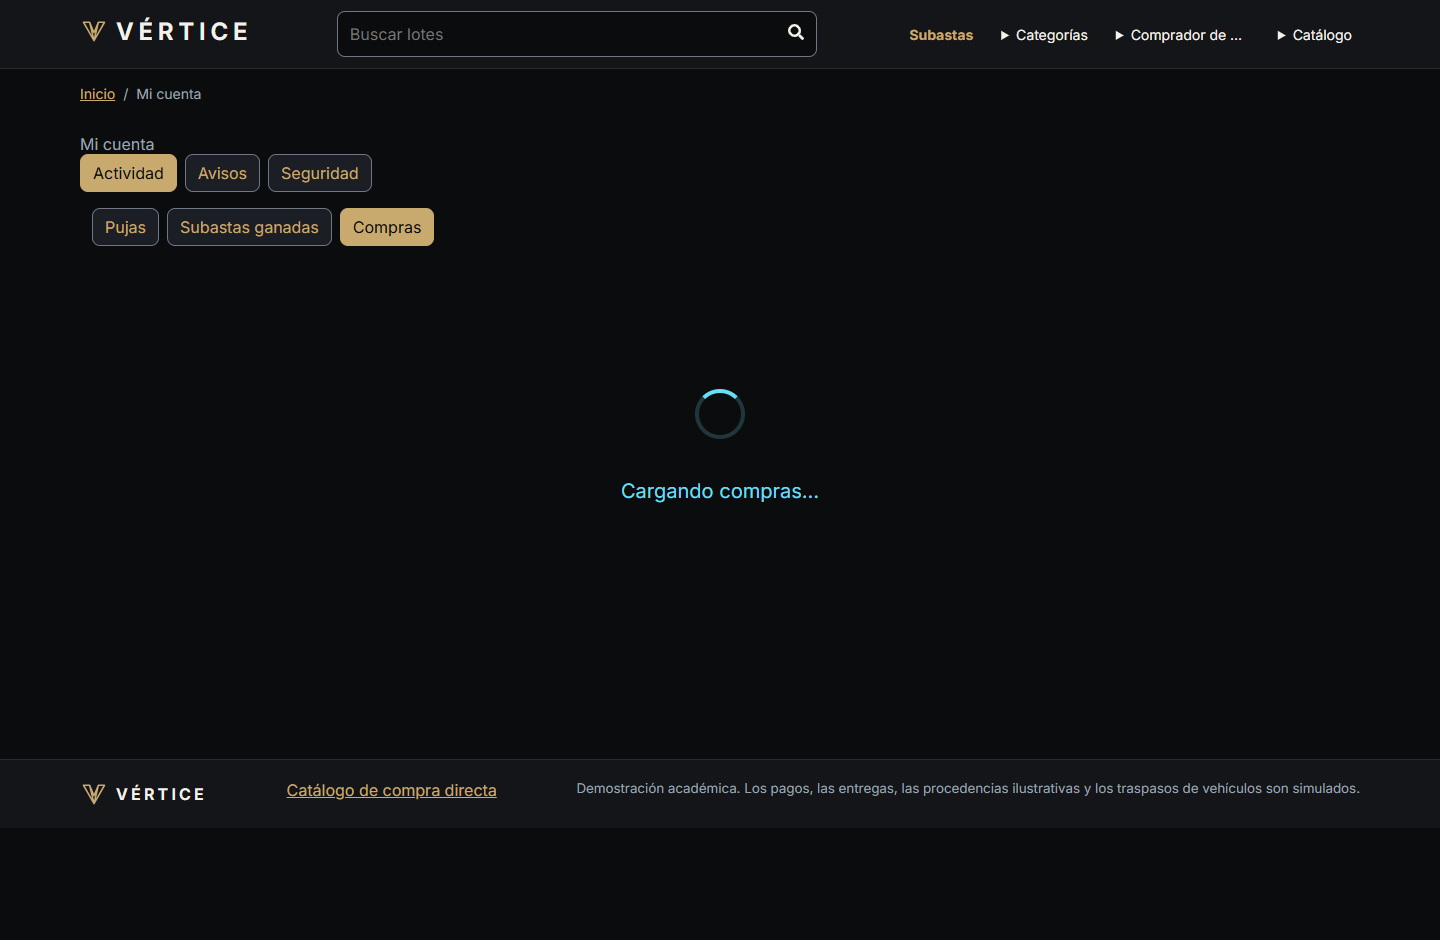 VÉRTICE
Buscar lotes
Subastas
Categorías
Comprador de ...
Catálogo
Inicio / Mi cuenta
Mi cuenta
Actividad
Avisos
Seguridad
Pujas
Subastas ganadas
Compras
Cargando compras...
VÉRTICE
Catálogo de compra directa
Demostración académica. Los pagos, las entregas, las procedencias ilustrativas y los traspasos de vehículos son simulados.